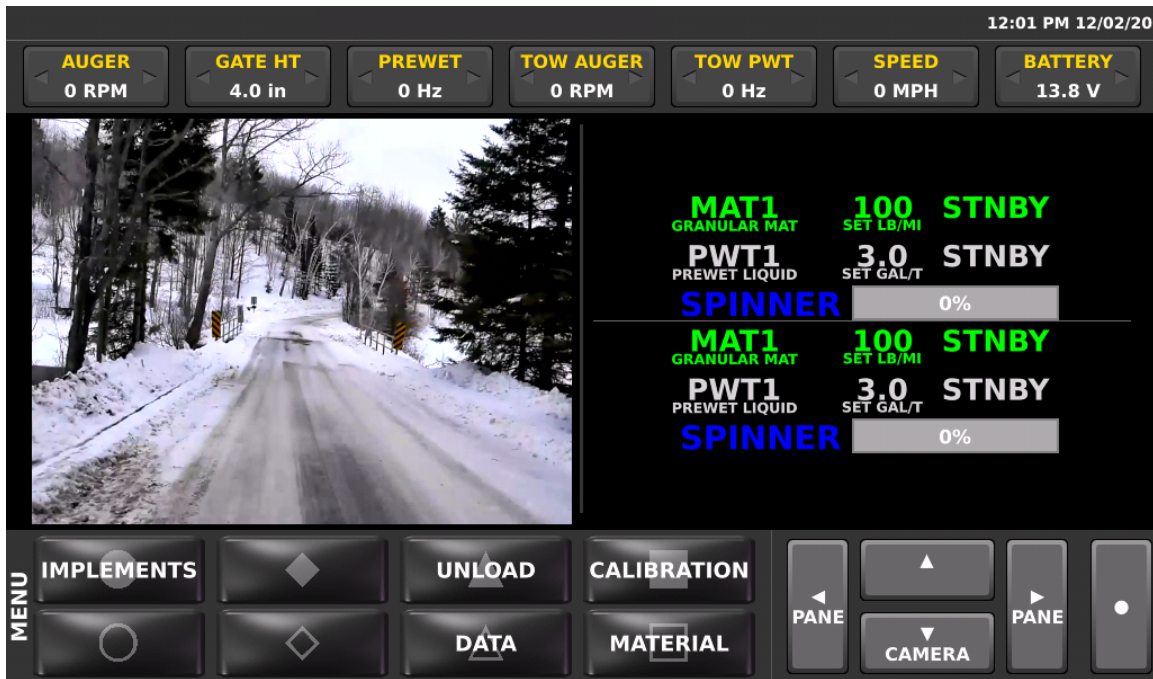 12:01 PM 12/02/20
AUGER GATE HT PREWET TOW AUGER TOW PWT SPEED BATTERY
0 RPM 4.0 in 0 Hz 0 RPM 0 Hz 0 MPH 13.8 V
MAT1 100 STNBY
GRANULAR MAT SET LB/MI
PWT1 3.0 STNBY
PREWET LIQUID SET GAL/T
SPINNER 0%
MAT1 100 STNBY
GRANULAR MAT SET LB/MI
PWT1 3.0 STNBY
PREWET LIQUID SET GAL/T
SPINNER 0%
MENU
IMPLEMENTS UNLOAD CALIBRATION
DATA MATERIAL
PANE PANE
CAMERA